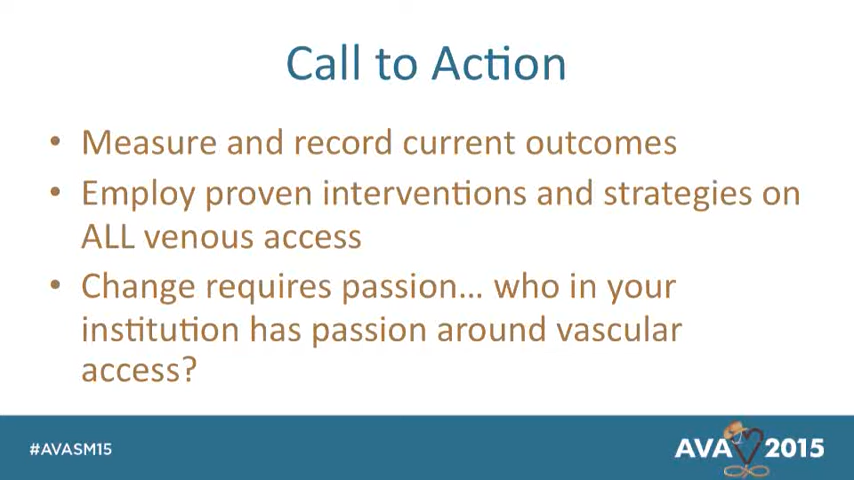 Call to Action
• Measure and record current outcomes
• Employ proven interventions and strategies on
ALL venous access
• Change requires passion... who in your
institution has passion around vascular
access?
#AVASM15
AVA 2015